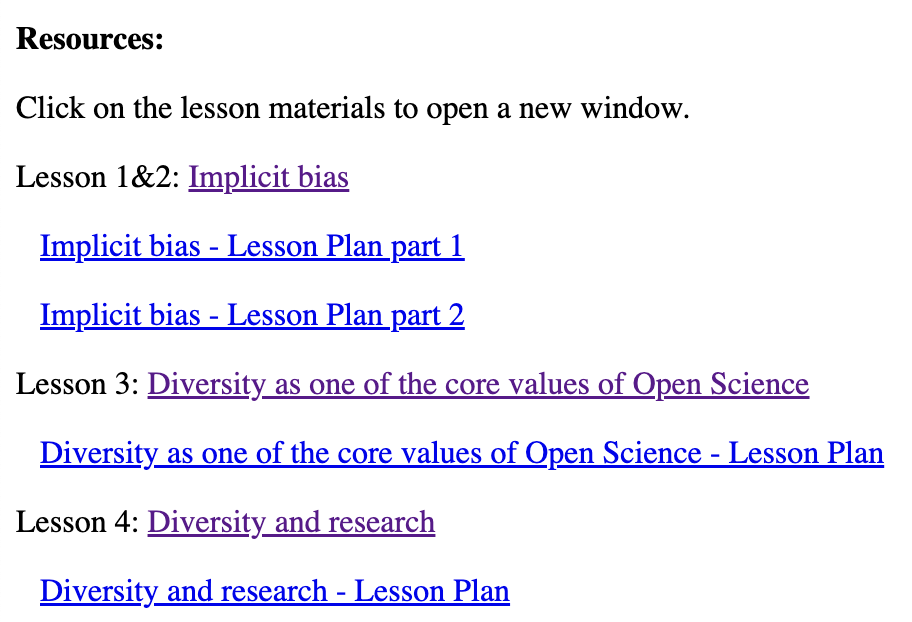 Resources:
Click on the lesson materials to open a new window.
Lesson 1&2: Implicit bias
Implicit bias - Lesson Plan part 1
Implicit bias - Lesson Plan part 2
Lesson 3: Diversity as one of the core values of Open Science
Diversity as one of the core values of Open Science - Lesson Plan
Lesson 4: Diversity and research
Diversity and research - Lesson Plan